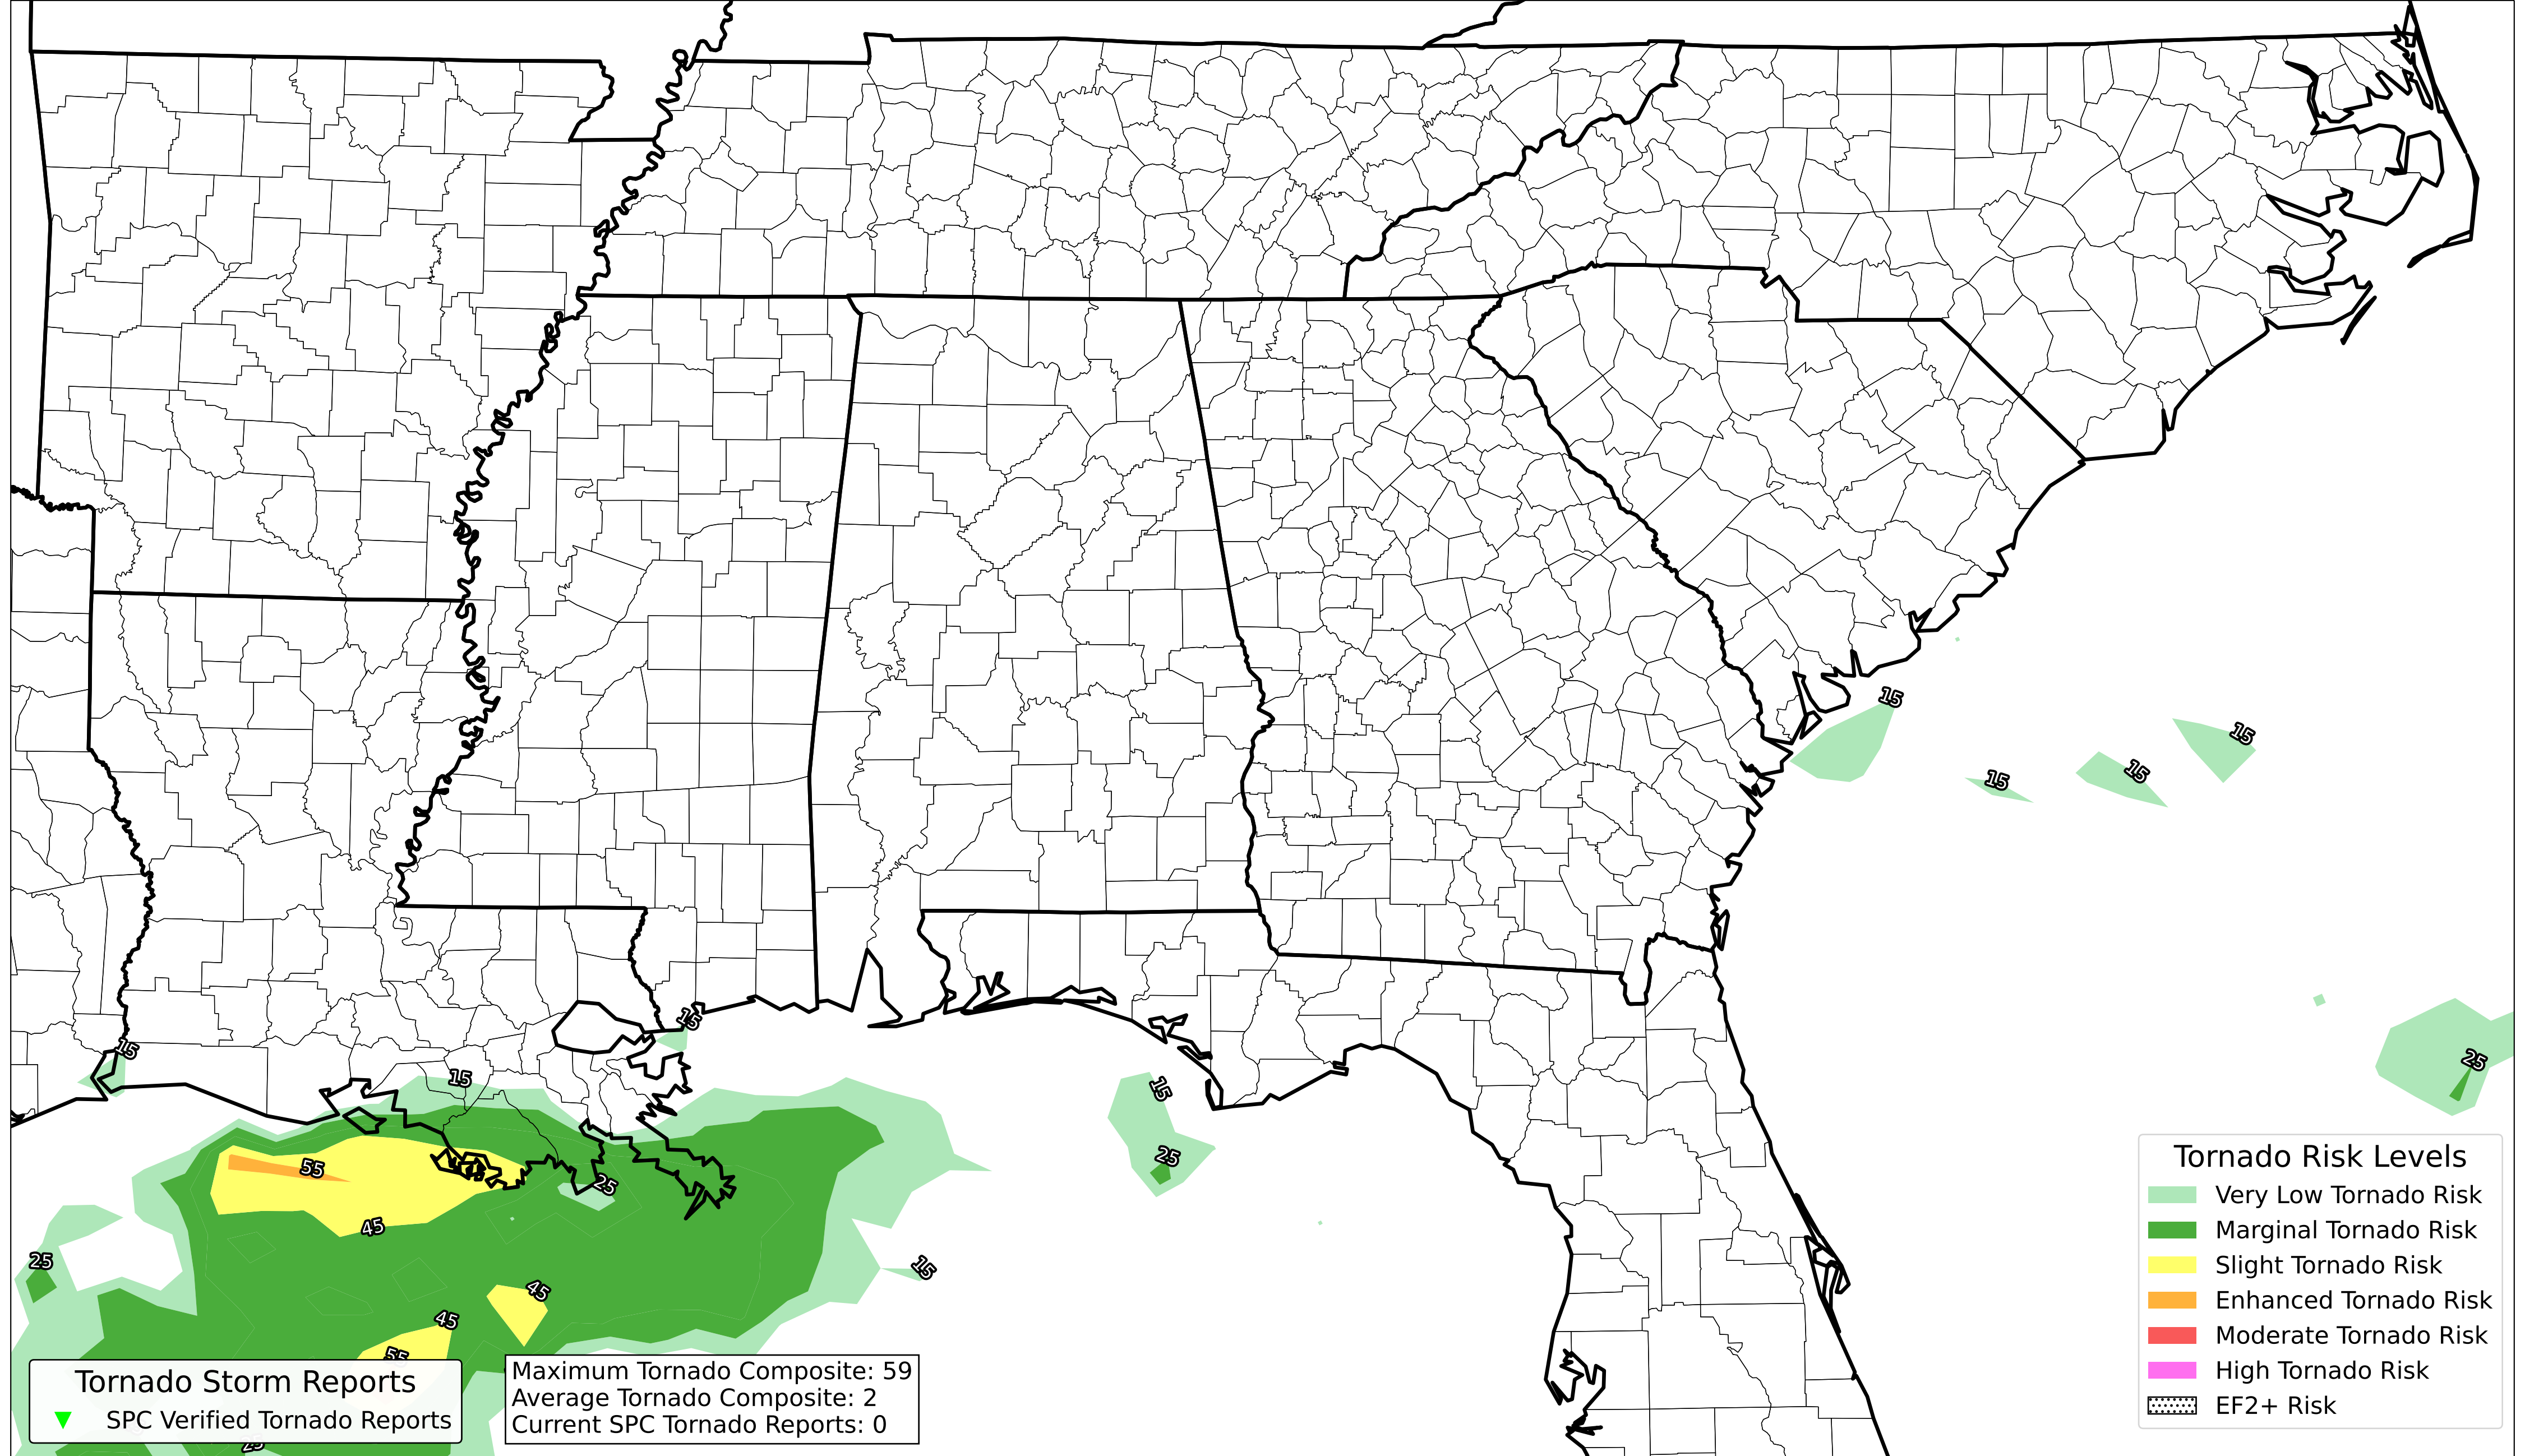 15
15
15
15
15
15
15
15
25
55
25
25
45
25
15
45
45
55
25
Tornado Risk Levels
Very Low Tornado Risk
Marginal Tornado Risk
Slight Tornado Risk
Enhanced Tornado Risk
Moderate Tornado Risk
High Tornado Risk
EF2+ Risk
Tornado Storm Reports
SPC Verified Tornado Reports
Maximum Tornado Composite: 59
Average Tornado Composite: 2
Current SPC Tornado Reports: 0